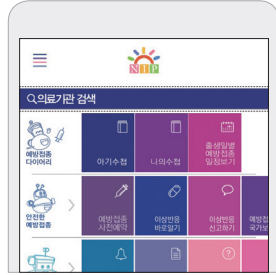 NIP
의료기관 검색
예방접종
다이어리
아기수첩
나의수첩
출생일별
예방접종
일정보기
안전한
예방접종
예방접종
사전예약
이상반응
바로알기
이상반응
신고하기
예방접
국가보